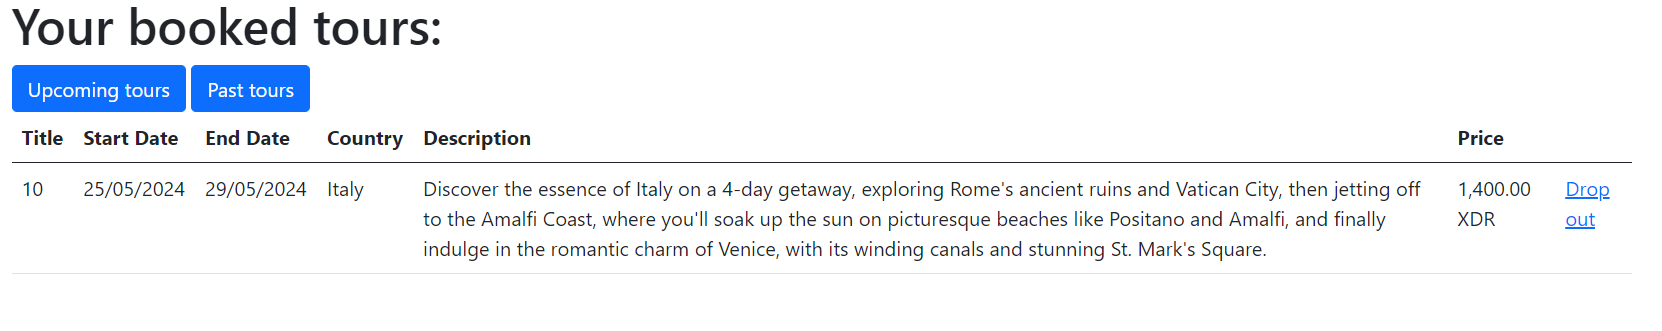 Your booked tours:
Upcoming tours Past tours
Title Start Date End Date Country Description Price
10 25/05/2024 29/05/2024 Italy Discover the essence of Italy on a 4-day getaway, exploring Rome's ancient ruins and Vatican City, then jetting off 1,400.00 Drop
to the Amalfi Coast, where you'll soak up the sun on picturesque beaches like Positano and Amalfi, and finally XDR out
indulge in the romantic charm of Venice, with its winding canals and stunning St. Mark's Square.